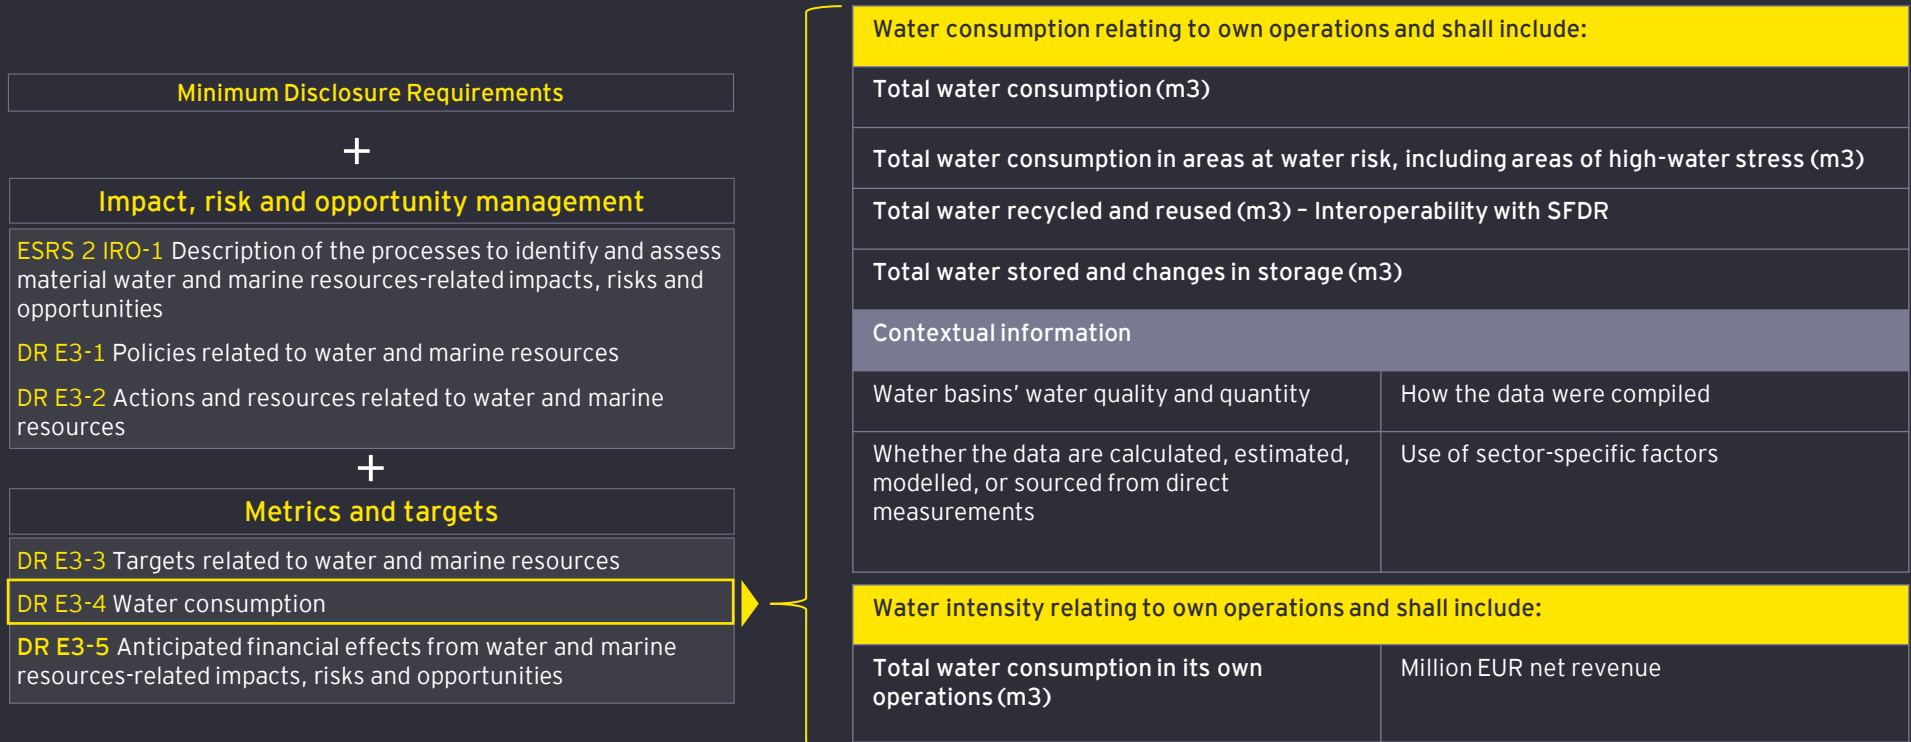 Minimum Disclosure Requirements
+
Impact, risk and opportunity management
ESRS 2 IRO-1 Description of the processes to identify and assess
material water and marine resources-related impacts, risks and
opportunities
DR E3-1 Policies related to water and marine resources
DR E3-2 Actions and resources related to water and marine
resources
+
Metrics and targets
DR E3-3 Targets related to water and marine resources
DR E3-4 Water consumption
DR E3-5 Anticipated financial effects from water and marine
resources-related impacts, risks and opportunities
Water consumption relating to own operations and shall include:
Total water consumption (m3)
Total water consumption in areas at water risk, including areas of high-water stress (m3)
Total water recycled and reused (m3) – Interoperability with SFDR
Total water stored and changes in storage (m3)
Contextual information
Water basins’ water quality and quantity
How the data were compiled
Whether the data are calculated, estimated,
modelled, or sourced from direct
measurements
Use of sector-specific factors
Water intensity relating to own operations and shall include:
Total water consumption in its own
operations (m3)
Million EUR net revenue